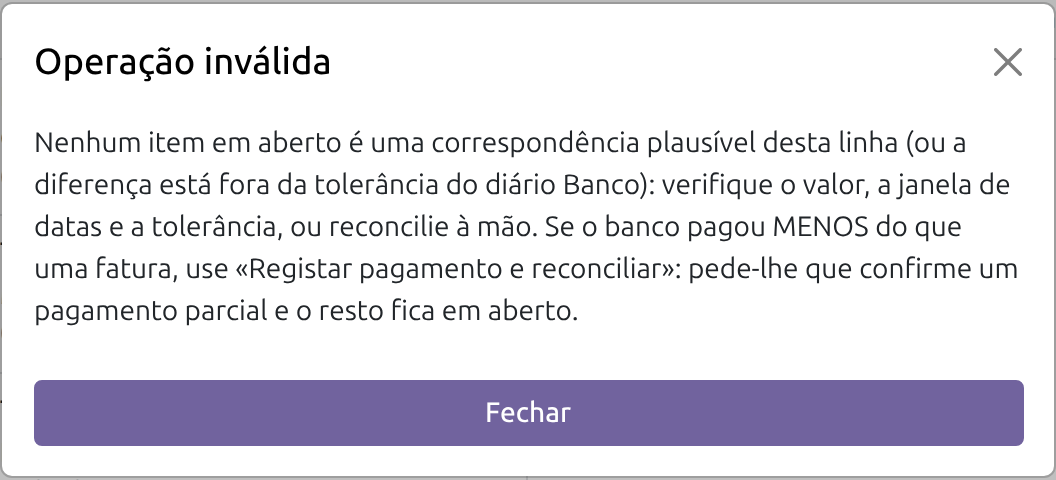 Operação inválida
Nenhum item em aberto é uma correspondência plausível desta linha (ou a
diferença está fora da tolerância do diário Banco): verifique o valor, a janela de
datas e a tolerância, ou reconcilie à mão. Se o banco pagou MENOS do que
uma fatura, use «Registar pagamento e reconciliar»: pede-lhe que confirme um
pagamento parcial e o resto fica em aberto.
Fechar